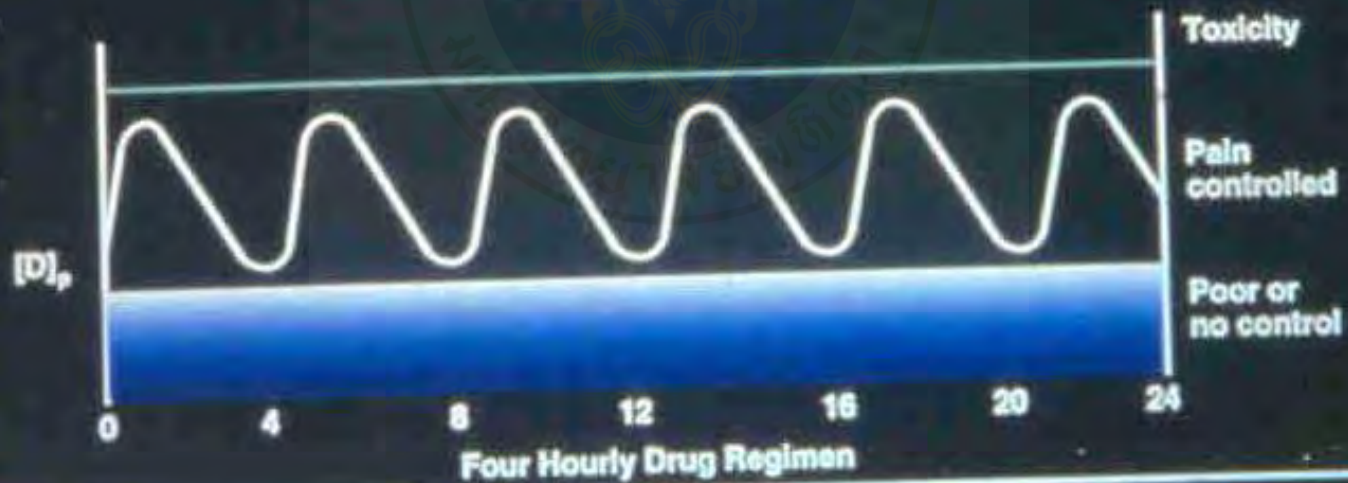 Toxicity
Pain
controlled
[D]p
Poor or
no control
0 4 8 12 16 20 24
Four Hourly Drug Regimen